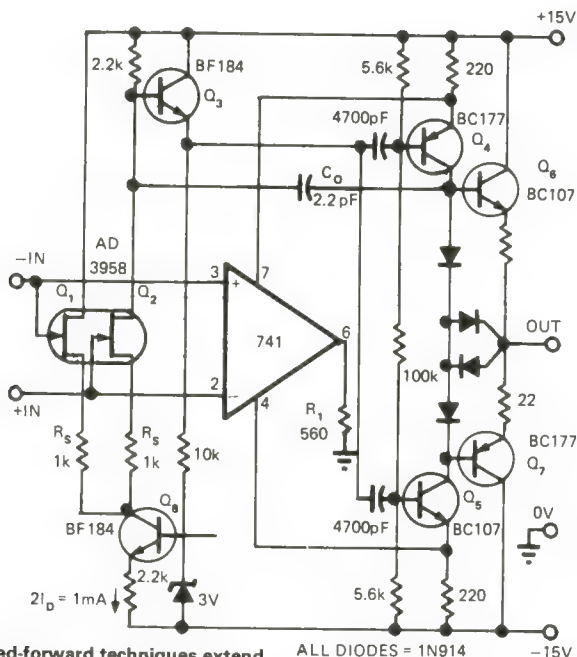 +15V
2.2k
BF184
Q3
5.6k
220
4700pF
BC177
Q4
Q6
BC107
Co
2.2pF
AD
3958
-IN
Q1
Q2
3
+
7
741
6
2
-
4
+IN
OUT
100k
RS
1k
RS
1k
10k
R1
560
22
BC177
Q7
Q5
BC107
BF184
Q8
4700pF
0V
2.2k
2ID = 1mA
3V
5.6k
220
-15V
ed-forward techniques extend
ALL DIODES = 1N914